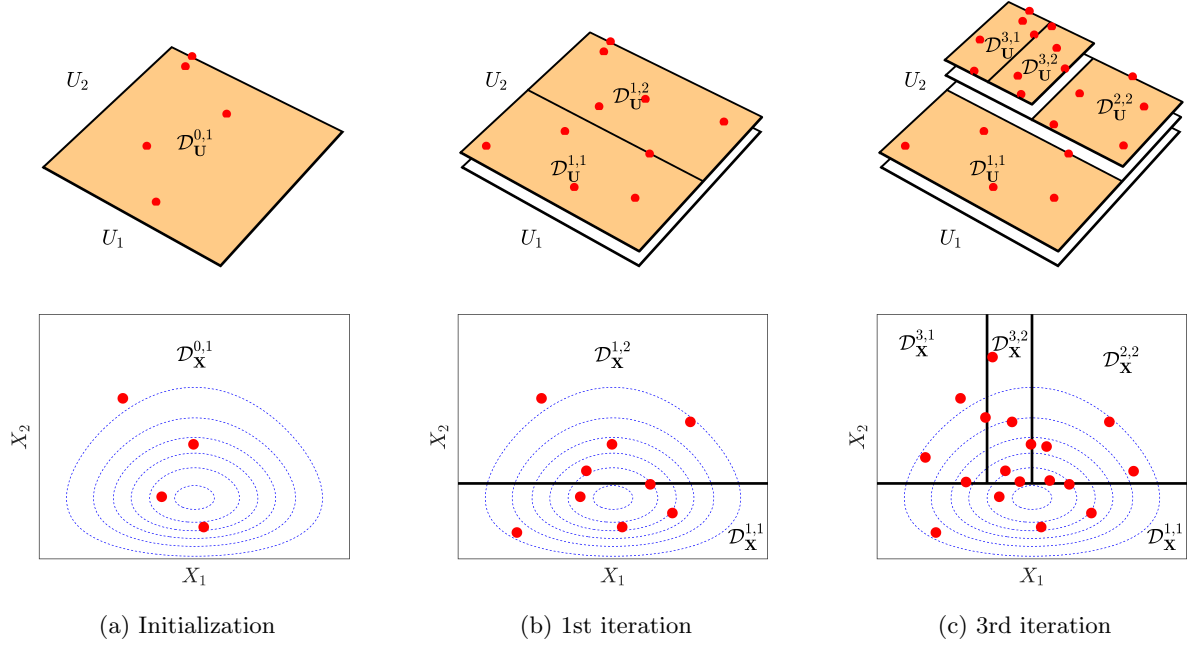 U₂
𝒟_𝐔^{0,1}
U₁
𝒟_𝐗^{0,1}
X₂
X₁
(a) Initialization
U₂
𝒟_𝐔^{1,2}
𝒟_𝐔^{1,1}
U₁
𝒟_𝐗^{1,2}
X₂
𝒟_𝐗^{1,1}
X₁
(b) 1st iteration
𝒟_𝐔^{3,1}
𝒟_𝐔^{3,2}
U₂
𝒟_𝐔^{2,2}
𝒟_𝐔^{1,1}
U₁
𝒟_𝐗^{3,1}
𝒟_𝐗^{3,2}
𝒟_𝐗^{2,2}
X₂
𝒟_𝐗^{1,1}
X₁
(c) 3rd iteration